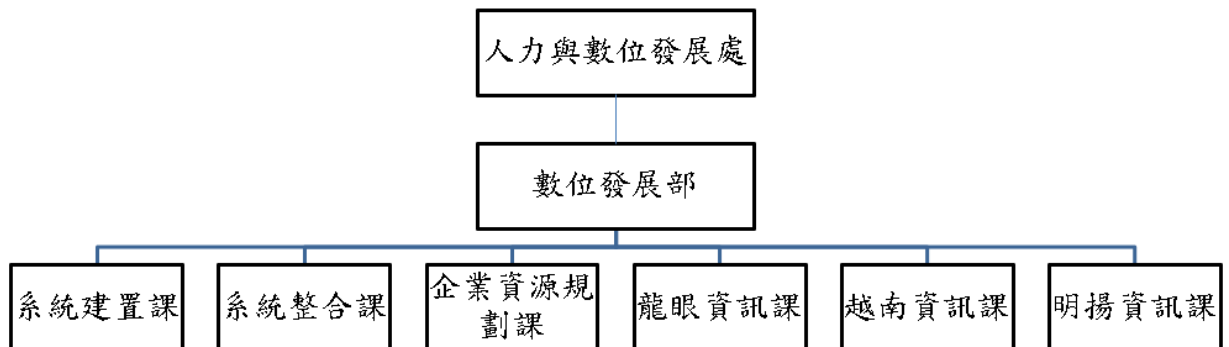 人力與數位發展處
數位發展部
系統建置課
系統整合課
企業資源規
劃課
龍眼資訊課
越南資訊課
明揚資訊課